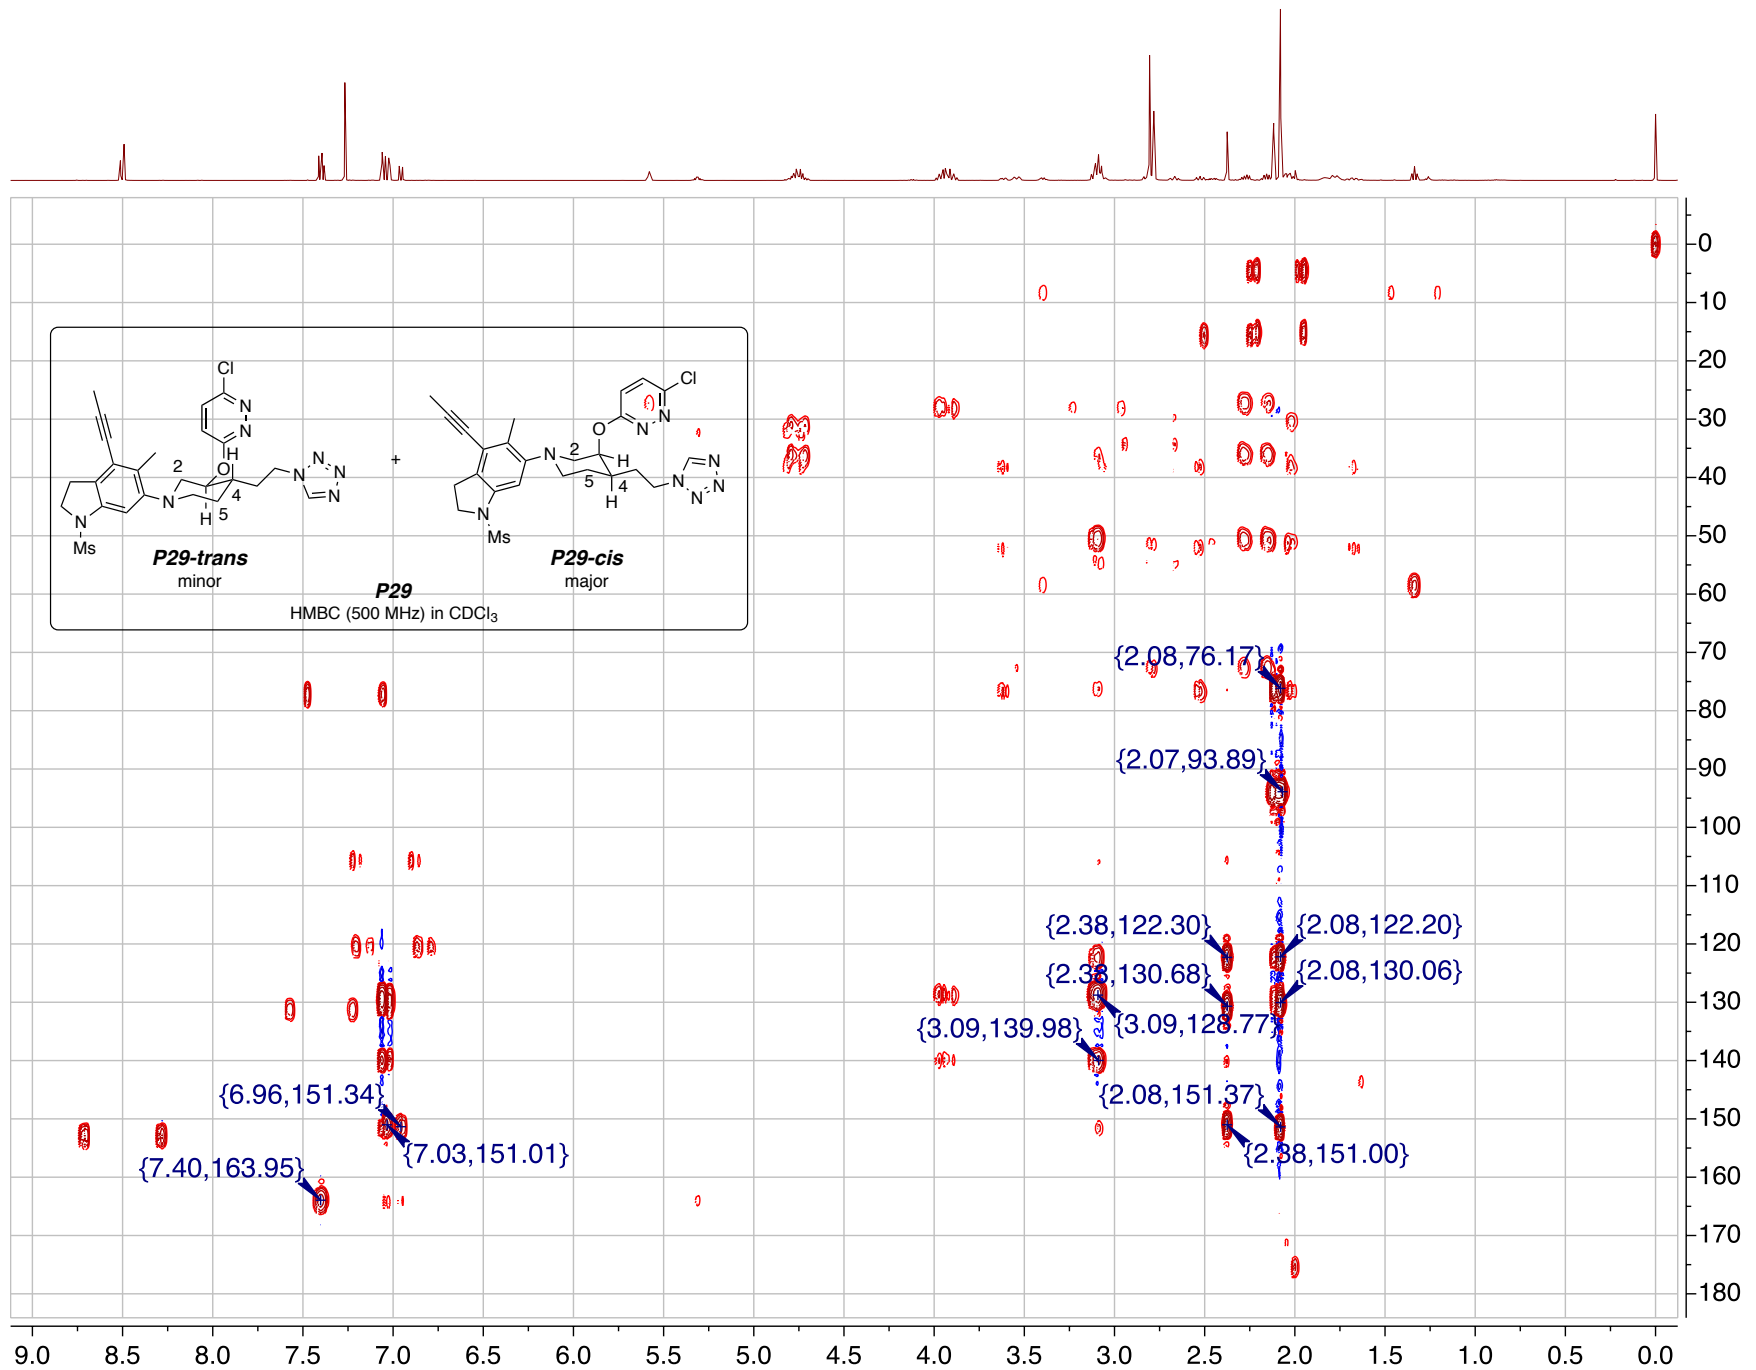 0
10
20
30
40
50
60
70
80
90
100
110
120
130
140
150
160
170
180
Cl
N
N
H
O
2
4
5
H
N
N
N
N
N
N
Ms
P29-trans
minor
+
Cl
N
N
O
2
H
N
5
4
H
N
N
N
N
N
Ms
P29-cis
major
P29
HMBC (500 MHz) in CDCl3
{2.08,76.17}
{2.07,93.89}
{2.38,122.30}
{2.08,122.20}
{2.38,130.68}
{2.08,130.06}
{3.09,139.98}
{3.09,128.77}
{6.96,151.34}
{2.08,151.37}
{7.03,151.01}
{2.38,151.00}
{7.40,163.95}
9.0 8.5 8.0 7.5 7.0 6.5 6.0 5.5 5.0 4.5 4.0 3.5 3.0 2.5 2.0 1.5 1.0 0.5 0.0